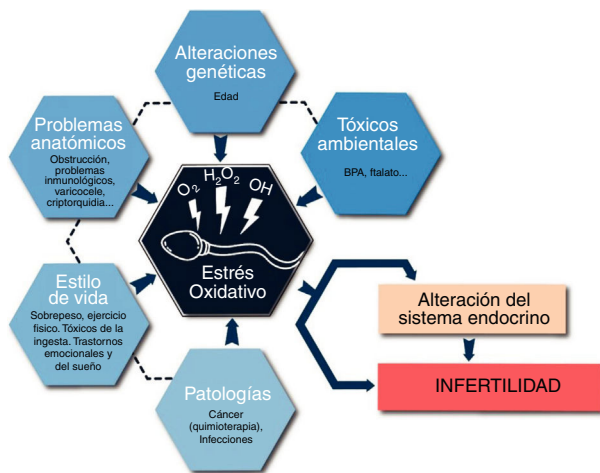 Alteraciones
genéticas
Edad
Problemas
anatómicos
Obstrucción,
problemas
inmunológicos,
varicocele,
criptorquidia...
Tóxicos
ambientales
BPA, ftalato...
O₂
H₂O₂
OH
Estrés
Oxidativo
Estilo
de vida
Sobrepeso, ejercicio
fisico. Tóxicos de la
ingesta. Trastornos
emocionales y
del sueño
Patologías
Cáncer
(quimioterapia),
Infecciones
Alteración del
sistema endocrino
INFERTILIDAD